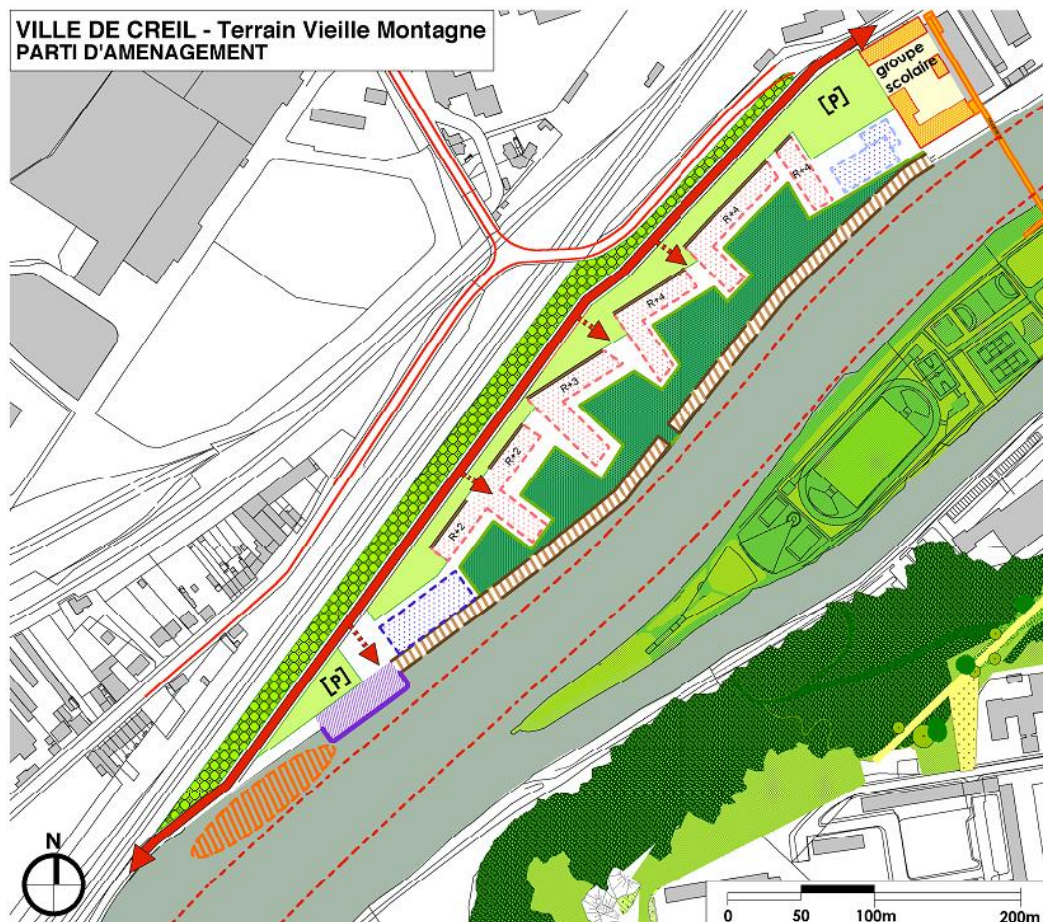 VILLE DE CREIL - Terrain Vieille Montagne
PARTI D'AMENAGEMENT
groupe
scolaire
[P]
R+4
R+4
R+4
R+3
R+2
R+2
[P]
N
0 50 100m 200m